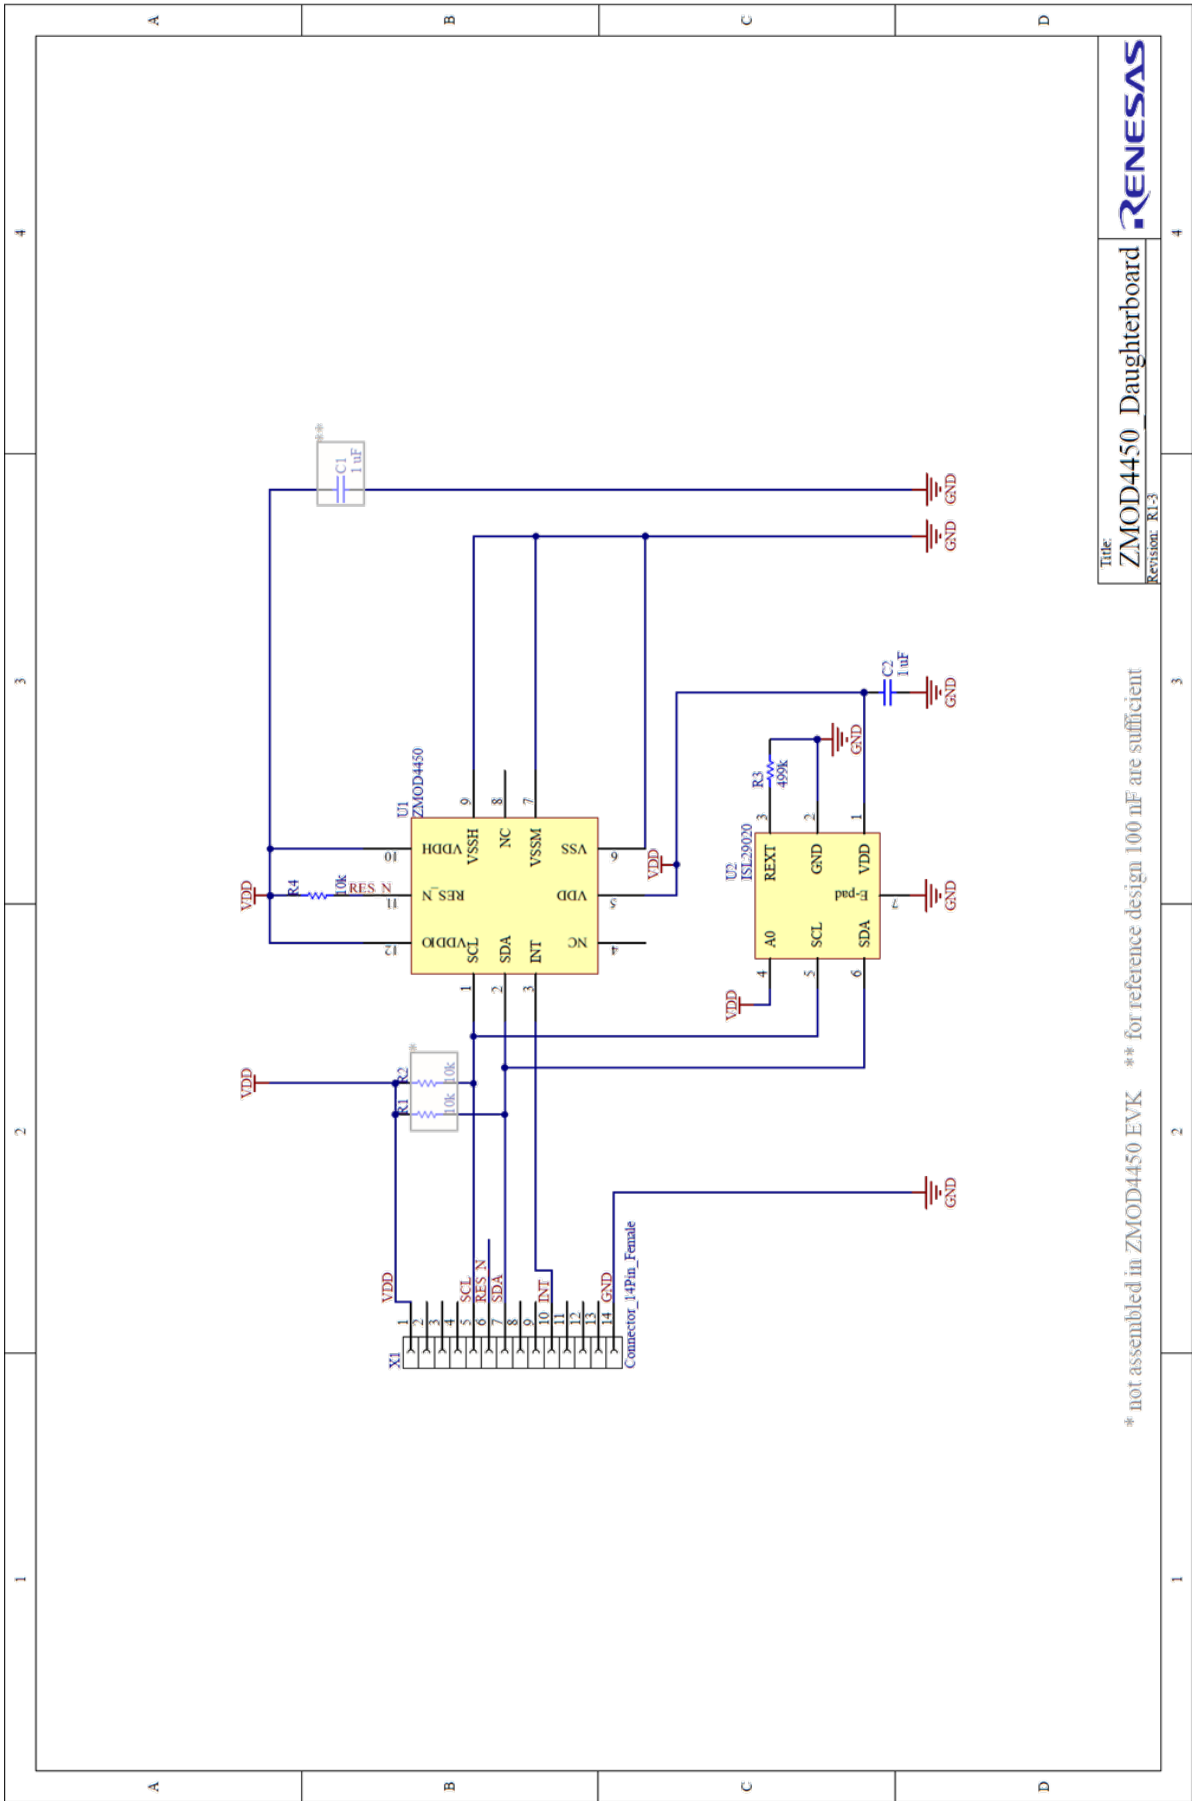 1
2
3
4
A
A
VDD
VDD
R4
10k
RES_N
**
C1
1 uF
B
B
X1
VDD
1
2
3
4
5
6
7
8
9
10
11
12
13
14
SCL
RES_N
SDA
INT
GND
Connector_14Pin_Female
R1
R2
*
10k
10k
U1
ZMOD4450
12
11
10
VDDIO
RES_N
VDDH
1
SCL
2
SDA
3
INT
VSSH
9
NC
8
VSSM
7
NC
VDD
VSS
4
5
6
VDD
C
C
VDD
U2
ISL29020
4
A0
5
SCL
6
SDA
REXT
3
GND
2
VDD
1
E-pad
7
R3
499k
GND
C2
1 uF
GND
GND
GND
GND
GND
D
D
* not assembled in ZMOD4450 EVK ** for reference design 100 nF are sufficient
Title:
ZMOD4450_Daughterboard
Revision: R1-3
RENESAS
1
2
3
4